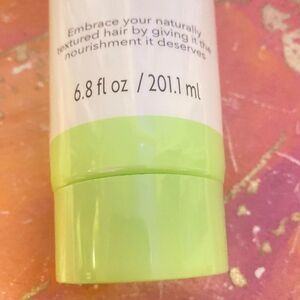 Embrace your naturally
textured hair by giving it the
nourishment it deserves
6.8 fl oz / 201.1 ml